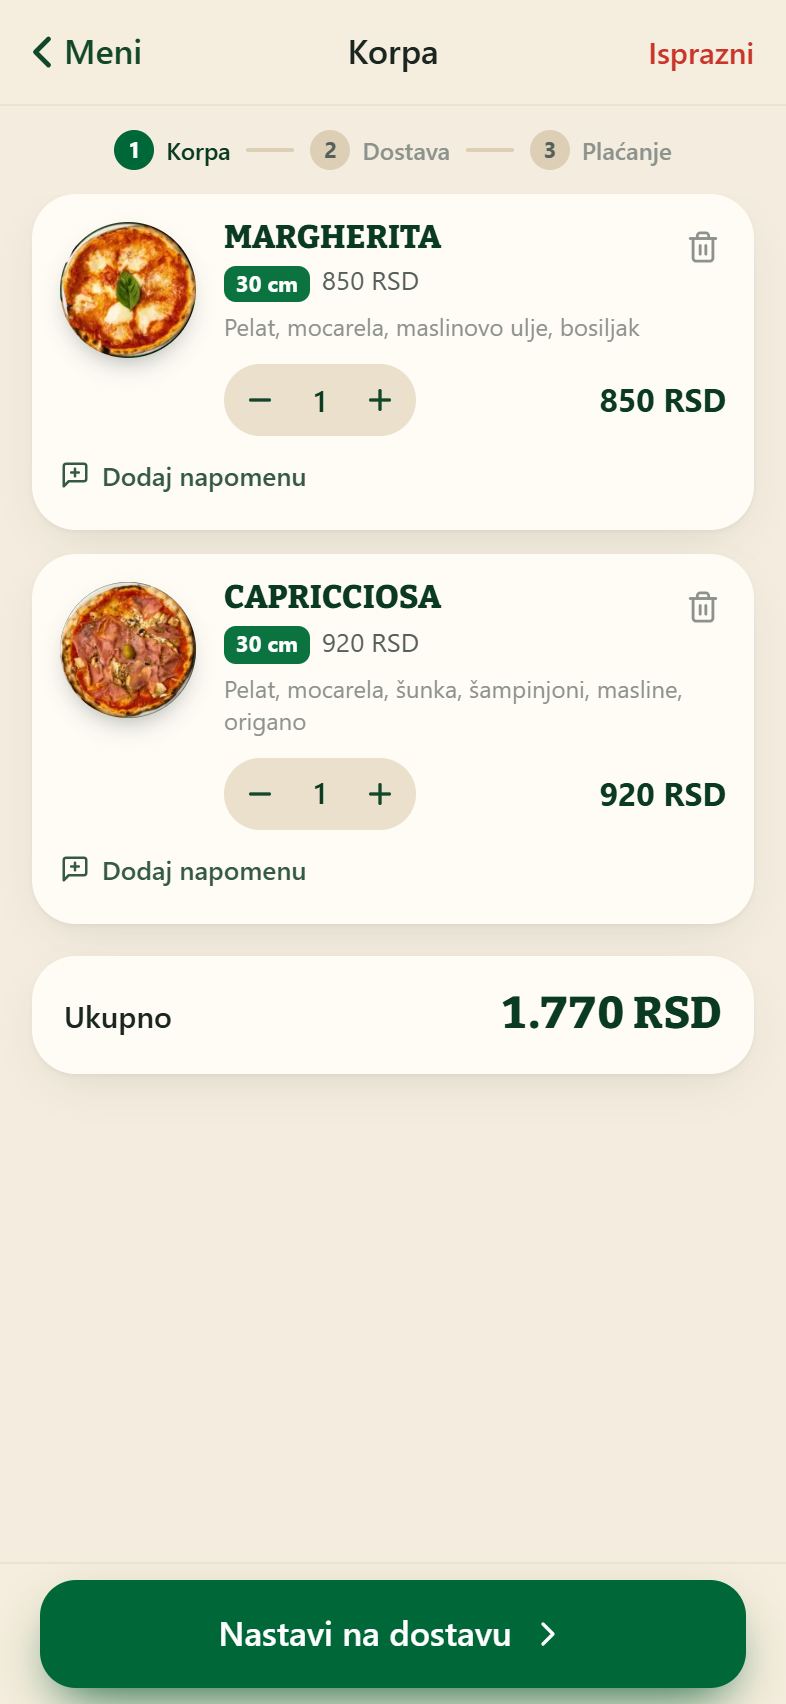 Meni
Korpa
Isprazni
1 Korpa
2 Dostava
3 Plaćanje
MARGHERITA
30 cm 850 RSD
Pelat, mocarela, maslinovo ulje, bosiljak
1
850 RSD
Dodaj napomenu
CAPRICCIOSA
30 cm 920 RSD
Pelat, mocarela, šunka, šampinjoni, masline,
origano
1
920 RSD
Dodaj napomenu
Ukupno
1.770 RSD
Nastavi na dostavu